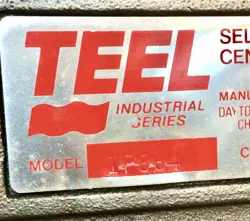 TEEL
INDUSTRIAL
SERIES
MODEL
SEL
CEN
MANU
DAYTO
CH
C